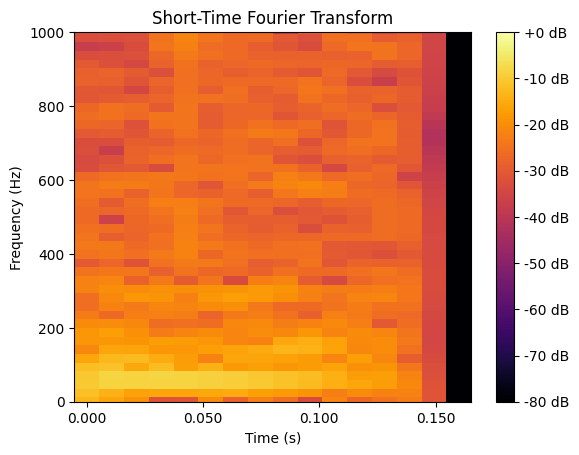 Short-Time Fourier Transform
1000
800
600
400
200
0
Frequency (Hz)
0.000
0.050
0.100
0.150
Time (s)
+0 dB
-10 dB
-20 dB
-30 dB
-40 dB
-50 dB
-60 dB
-70 dB
-80 dB